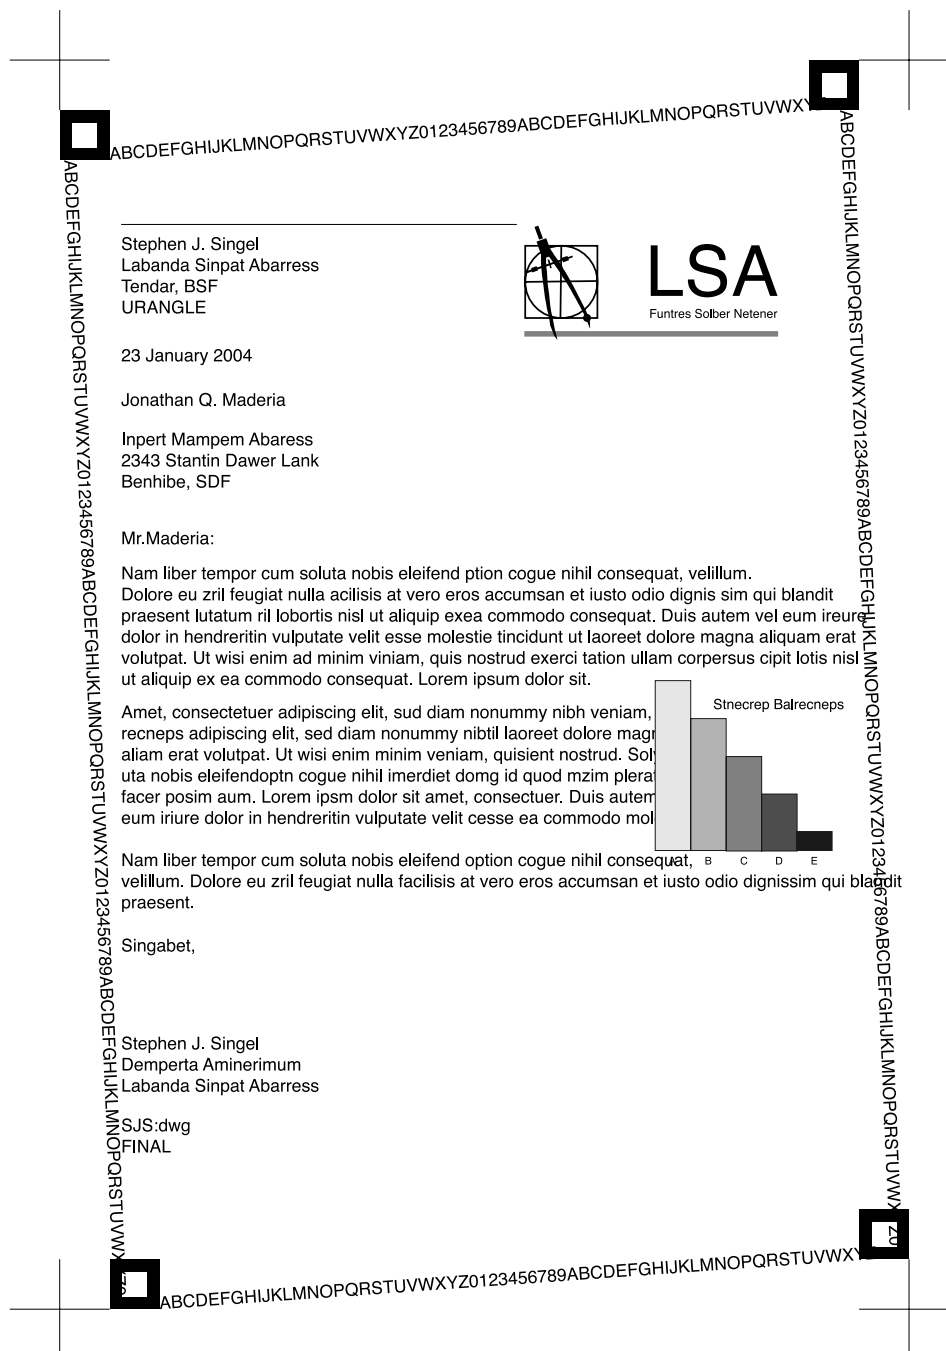 ABCDEFGHIJKLMNOPQRSTUVWXYZ0123456789ABCDEFGHIJKLMNOPQRSTUVWXY
ABCDEFGHIJKLMNOPQRSTUVWXYZ0123456789ABCDEFGHIJKLMNOPQRSTUVWXYZ0123456789ABCDEFGHIJKLMNOPQRSTUVWX
ABCDEFGHIJKLMNOPQRSTUVWXYZ0123456789ABCDEFGHIJKLMNOPQRSTUVWXYZ0123456789ABCDEFGHIJKLMNOPQRSTUVWX Z0
Stephen J. Singel
Labanda Sinpat Abarress
Tendar, BSF
URANGLE
LSA
Funtres Solber Netener
23 January 2004
Jonathan Q. Maderia
Inpert Mampem Abaress
2343 Stantin Dawer Lank
Benhibe, SDF
Mr.Maderia:
Nam liber tempor cum soluta nobis eleifend ption cogue nihil consequat, velillum.
Dolore eu zril feugiat nulla acilisis at vero eros accumsan et iusto odio dignis sim qui blandit
praesent lutatum ril lobortis nisl ut aliquip exea commodo consequat. Duis autem vel eum ireure
dolor in hendreritin vulputate velit esse molestie tincidunt ut laoreet dolore magna aliquam erat
volutpat. Ut wisi enim ad minim viniam, quis nostrud exerci tation ullam corpersus cipit lotis nisl
ut aliquip ex ea commodo consequat. Lorem ipsum dolor sit.
Amet, consectetuer adipiscing elit, sud diam nonummy nibh veniam,
recneps adipiscing elit, sed diam nonummy nibtil laoreet dolore magn
aliam erat volutpat. Ut wisi enim minim veniam, quisient nostrud. Soly
uta nobis eleifendoptn cogue nihil imerdiet domg id quod mzim plerat
facer posim aum. Lorem ipsm dolor sit amet, consectuer. Duis autem
eum iriure dolor in hendreritin vulputate velit cesse ea commodo mol
Stnecrep Balrecneps
A B C D E
Nam liber tempor cum soluta nobis eleifend option cogue nihil consequat,
velillum. Dolore eu zril feugiat nulla facilisis at vero eros accumsan et iusto odio dignissim qui blandit
praesent.
Singabet,
Stephen J. Singel
Demperta Aminerimum
Labanda Sinpat Abarress
SJS:dwg
FINAL
ABCDEFGHIJKLMNOPQRSTUVWXYZ0123456789ABCDEFGHIJKLMNOPQRSTUVWXY